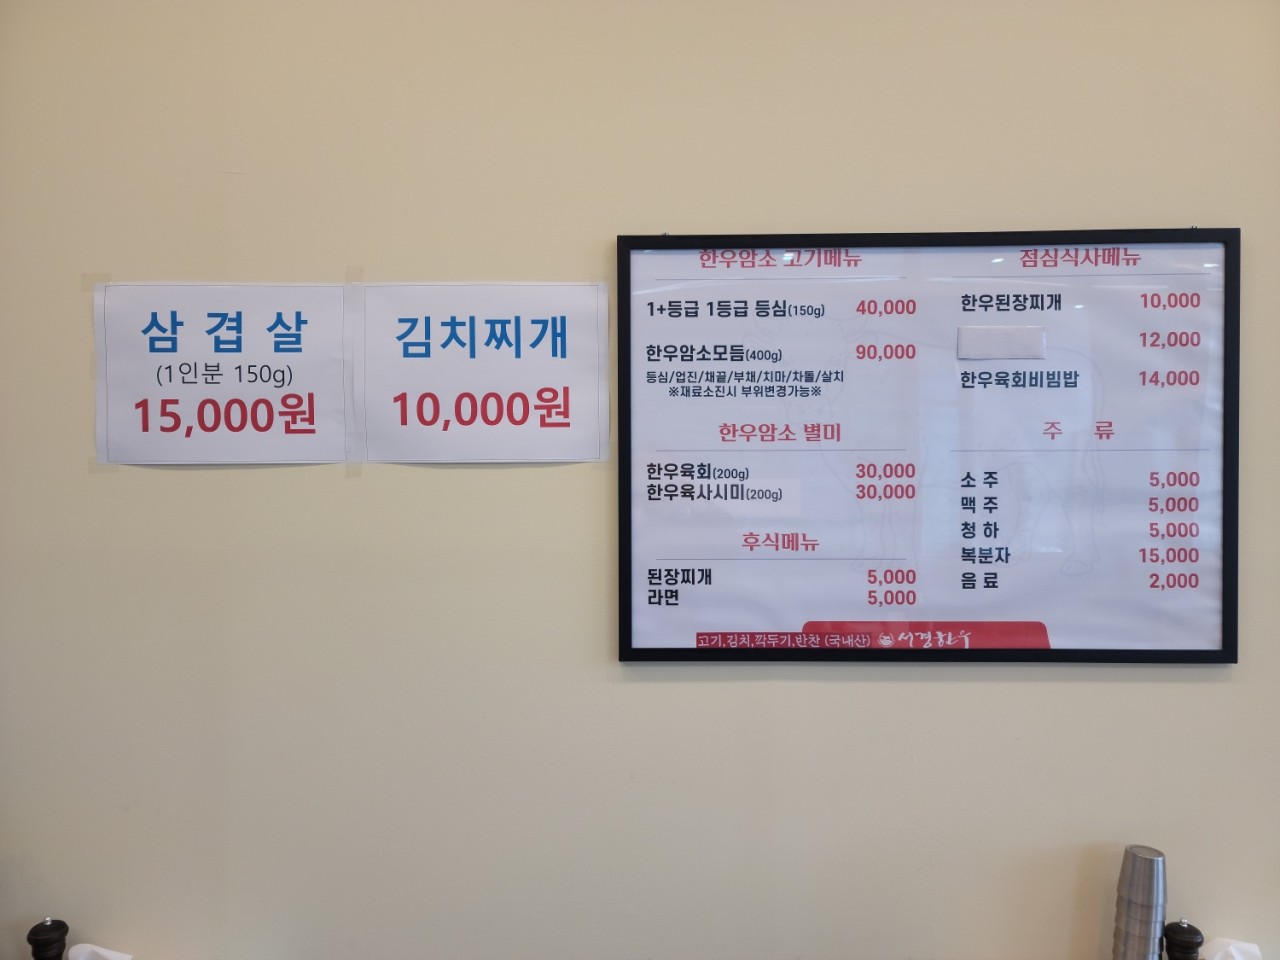 삼겹살
(1인분 150g)
15,000원
김치찌개
10,000원
한우암소 고기메뉴
1+등급 1등급 등심(150g) 40,000
한우암소모듬(400g) 90,000
등심/업진/채끝/부채/치마/차돌/살치
※재료소진시 부위변경가능※
한우암소 별미
한우육회(200g) 30,000
한우육사시미(200g) 30,000
후식메뉴
된장찌개 5,000
라면 5,000
점심식사메뉴
한우된장찌개 10,000
12,000
한우육회비빔밥 14,000
주 류
소 주 5,000
맥 주 5,000
청 하 5,000
복분자 15,000
음 료 2,000
고기,김치,깍두기,반찬 (국내산) 서경한우